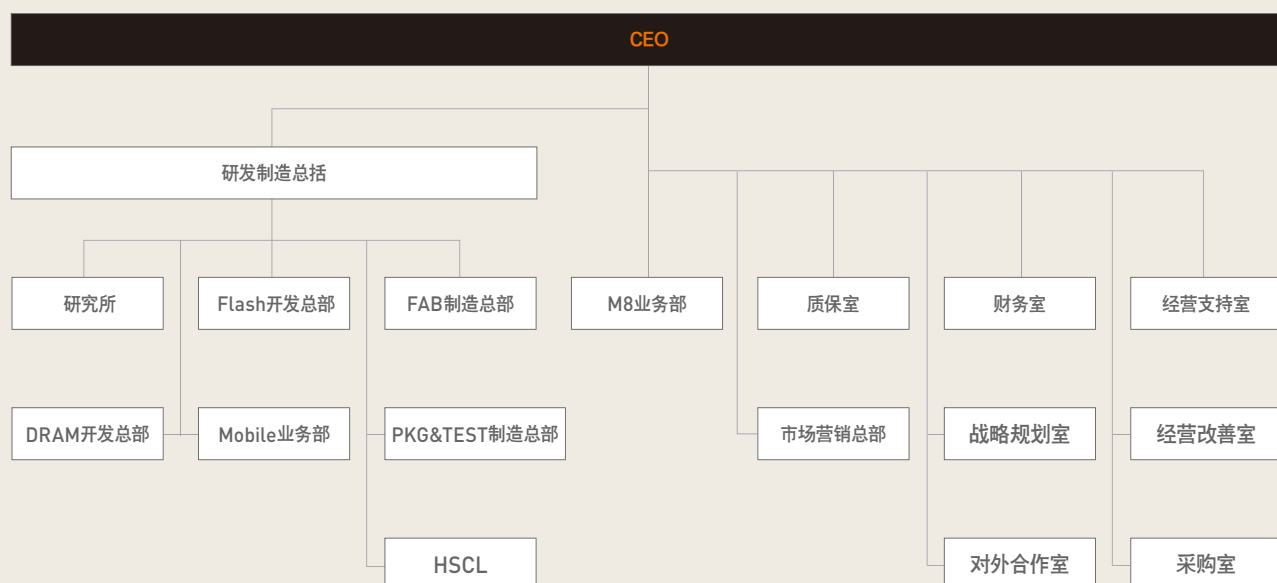 CEO
研发制造总括
研究所
Flash开发总部
FAB制造总部
M8业务部
质保室
财务室
经营支持室
DRAM开发总部
Mobile业务部
PKG&TEST制造总部
市场营销总部
战略规划室
经营改善室
HSCL
对外合作室
采购室